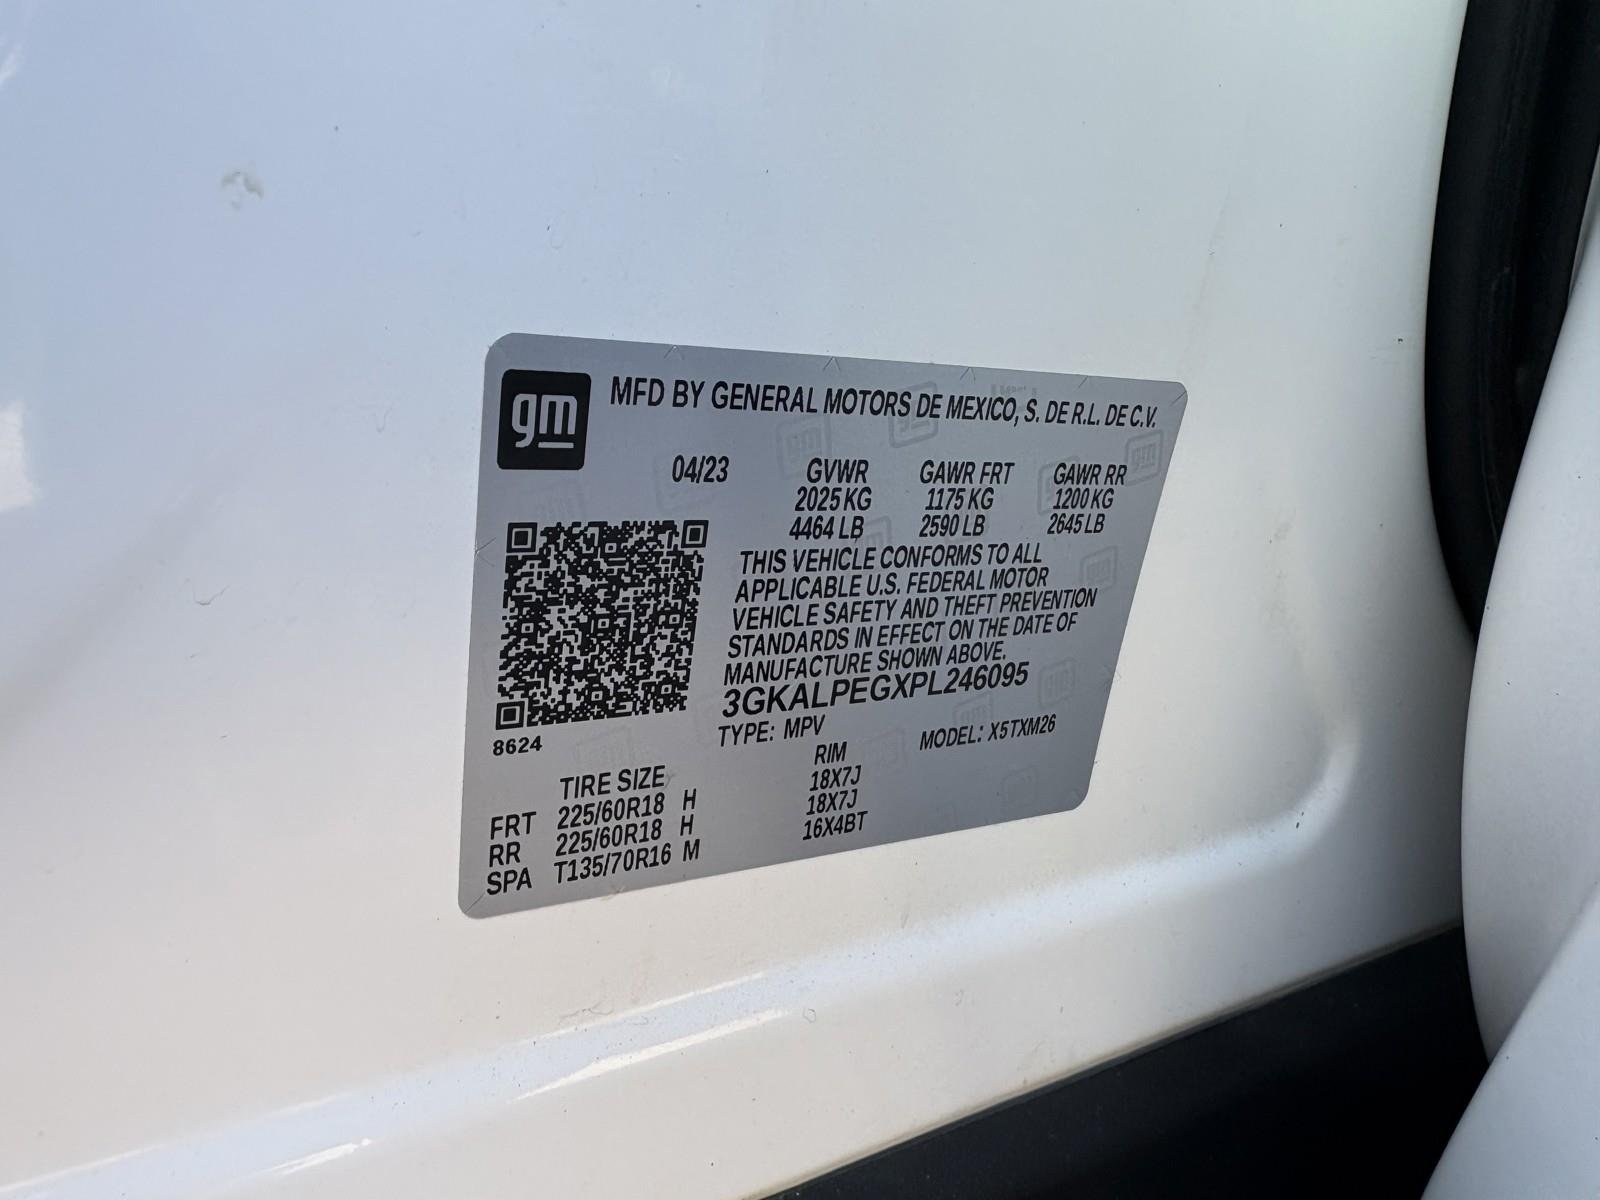 gm
MFD BY GENERAL MOTORS DE MEXICO, S. DE R.L. DE C.V.
04/23 GVWR GAWR FRT GAWR RR
2025 KG 1175 KG 1200 KG
4464 LB 2590 LB 2645 LB
THIS VEHICLE CONFORMS TO ALL
APPLICABLE U.S. FEDERAL MOTOR
VEHICLE SAFETY AND THEFT PREVENTION
STANDARDS IN EFFECT ON THE DATE OF
MANUFACTURE SHOWN ABOVE.
3GKALPEGXPL246095
TYPE: MPV MODEL: X5TXM26
8624
TIRE SIZE RIM
FRT 225/60R18 H 18X7J
RR 225/60R18 H 18X7J
SPA T135/70R16 M 16X4BT